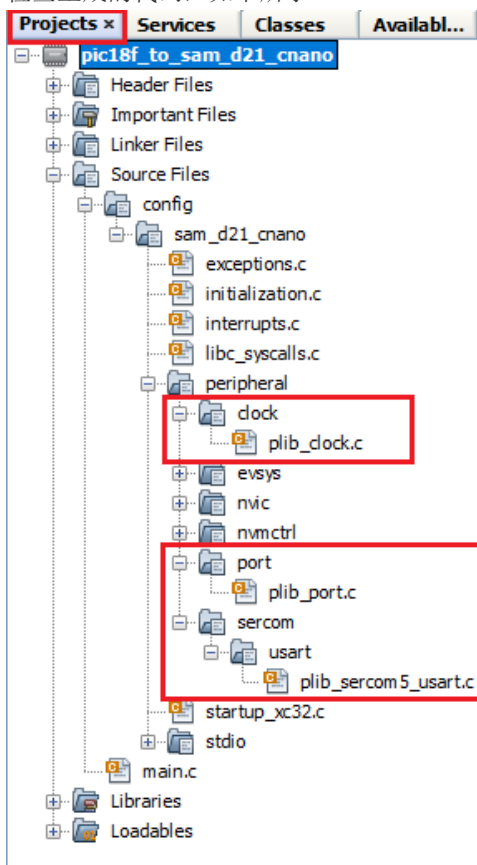 Projects × Services Classes Availabl...
pic18f_to_sam_d21_cnano
Header Files
Important Files
Linker Files
Source Files
config
sam_d21_cnano
exceptions.c
initialization.c
interrupts.c
libc_syscalls.c
peripheral
clock
plib_clock.c
evsys
nvic
nvmctrl
port
plib_port.c
sercom
usart
plib_sercom5_usart.c
startup_xc32.c
stdio
main.c
Libraries
Loadables